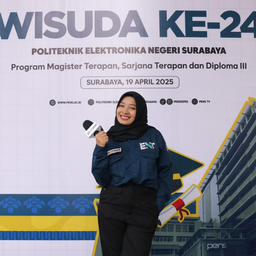 WISUDA KE-24
POLITEKNIK ELEKTRONIKA NEGERI SURABAYA
Program Magister Terapan, Sarjana Terapan dan Diploma III
SURABAYA, 19 APRIL 2025
pens